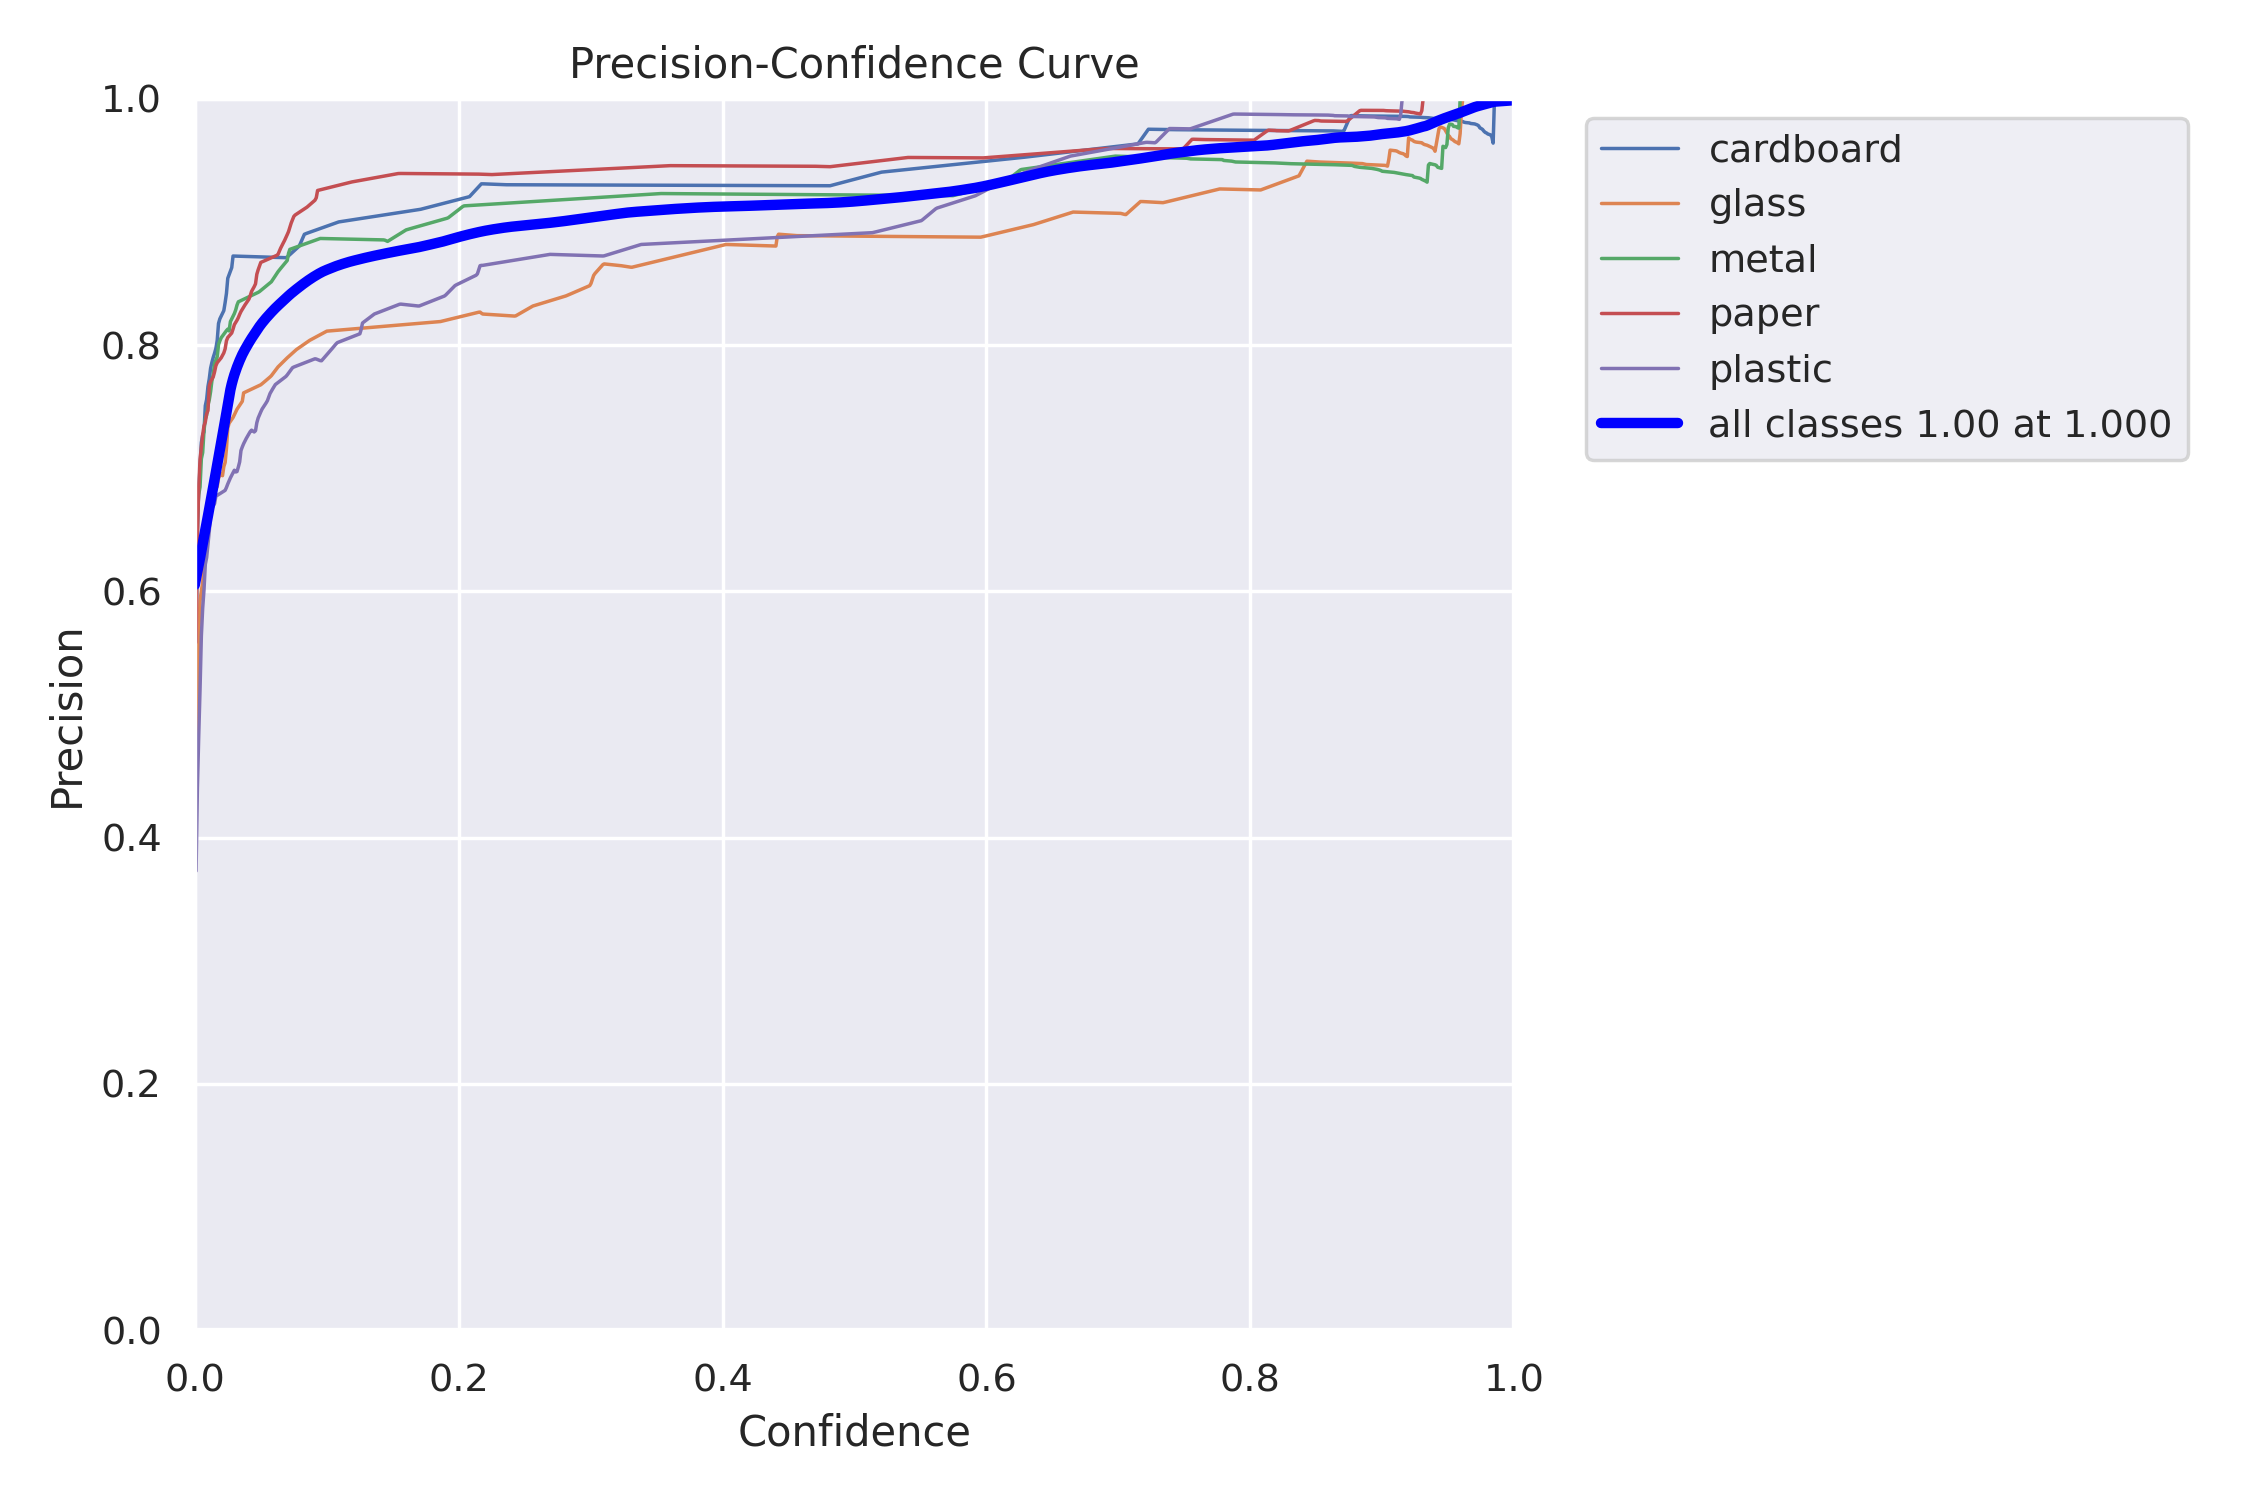 Precision-Confidence Curve
1.0
0.8
0.6
0.4
0.2
0.0
Precision
0.0 0.2 0.4 0.6 0.8 1.0
Confidence
cardboard
glass
metal
paper
plastic
all classes 1.00 at 1.000